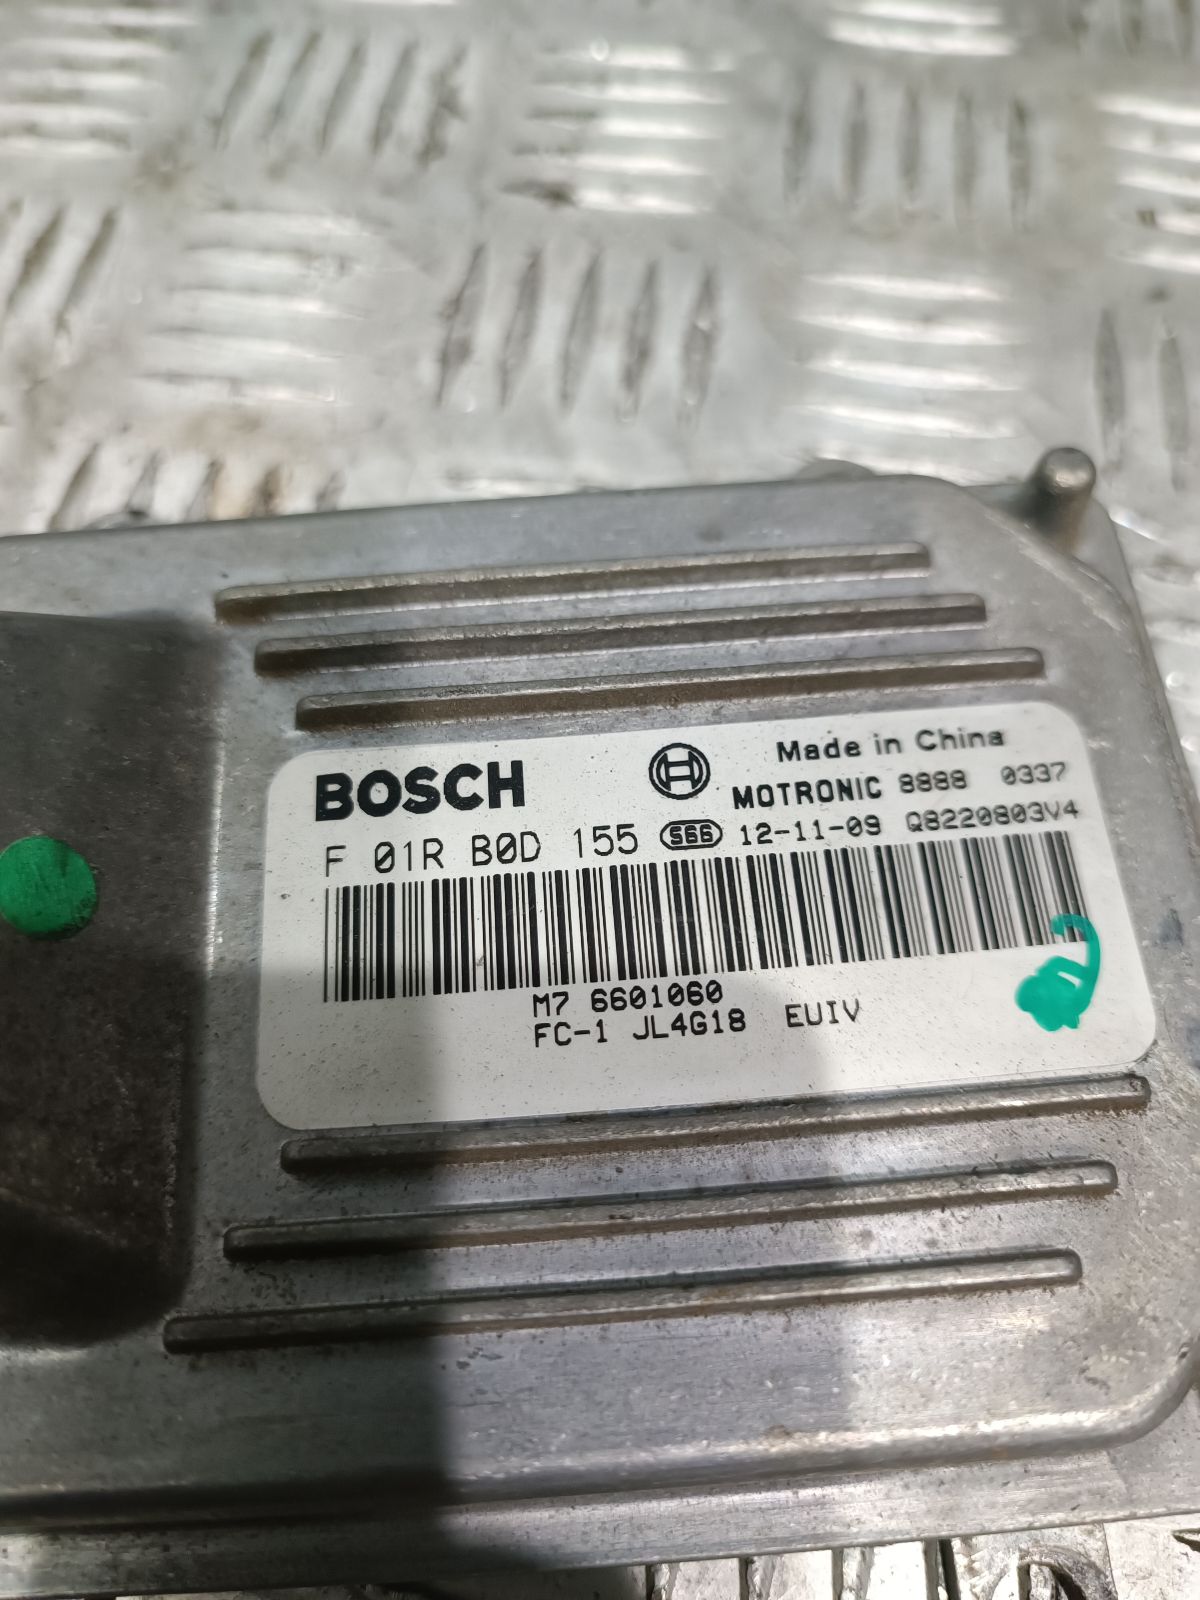 BOSCH
Made in China
MOTRONIC 8888 0337
F 01R B0D 155 S66 12-11-09 Q8220803V4
M7 6601060
FC-1 JL4G18 EUIV